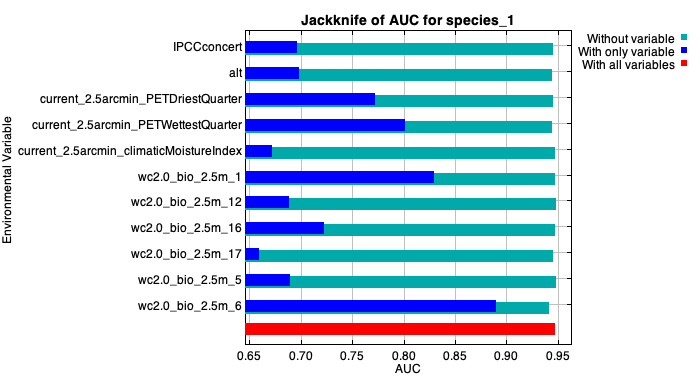 Jackknife of AUC for species_1
Without variable
With only variable
With all variables
IPCCconcert
alt
current_2.5arcmin_PETDriestQuarter
current_2.5arcmin_PETWettestQuarter
current_2.5arcmin_climaticMoistureIndex
wc2.0_bio_2.5m_1
wc2.0_bio_2.5m_12
wc2.0_bio_2.5m_16
wc2.0_bio_2.5m_17
wc2.0_bio_2.5m_5
wc2.0_bio_2.5m_6
Environmental Variable
0.65 0.70 0.75 0.80 0.85 0.90 0.95
AUC